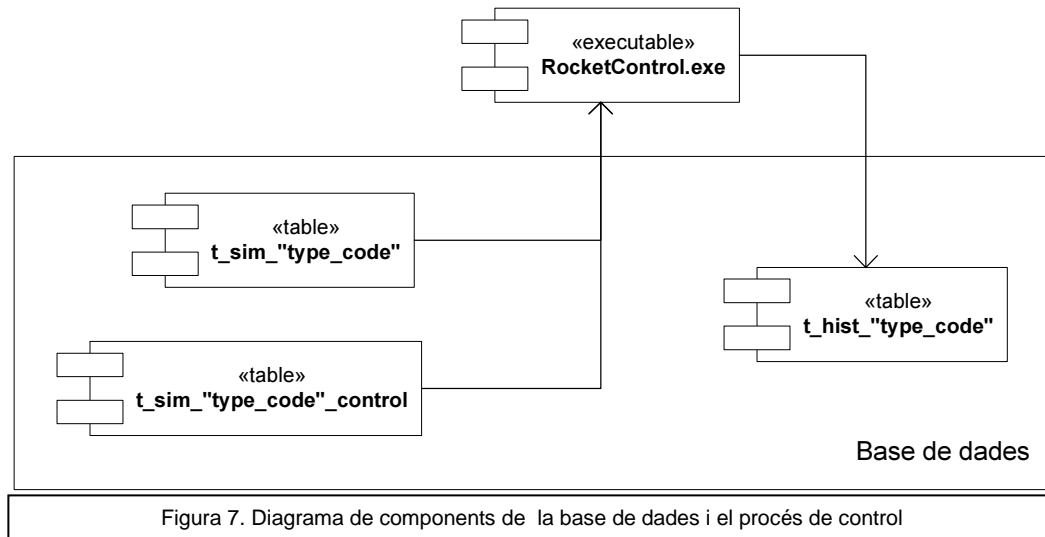 «executable»
RocketControl.exe
«table»
t_sim_"type_code"
«table»
t_hist_"type_code"
«table»
t_sim_"type_code"_control
Base de dades
Figura 7. Diagrama de components de la base de dades i el procés de control